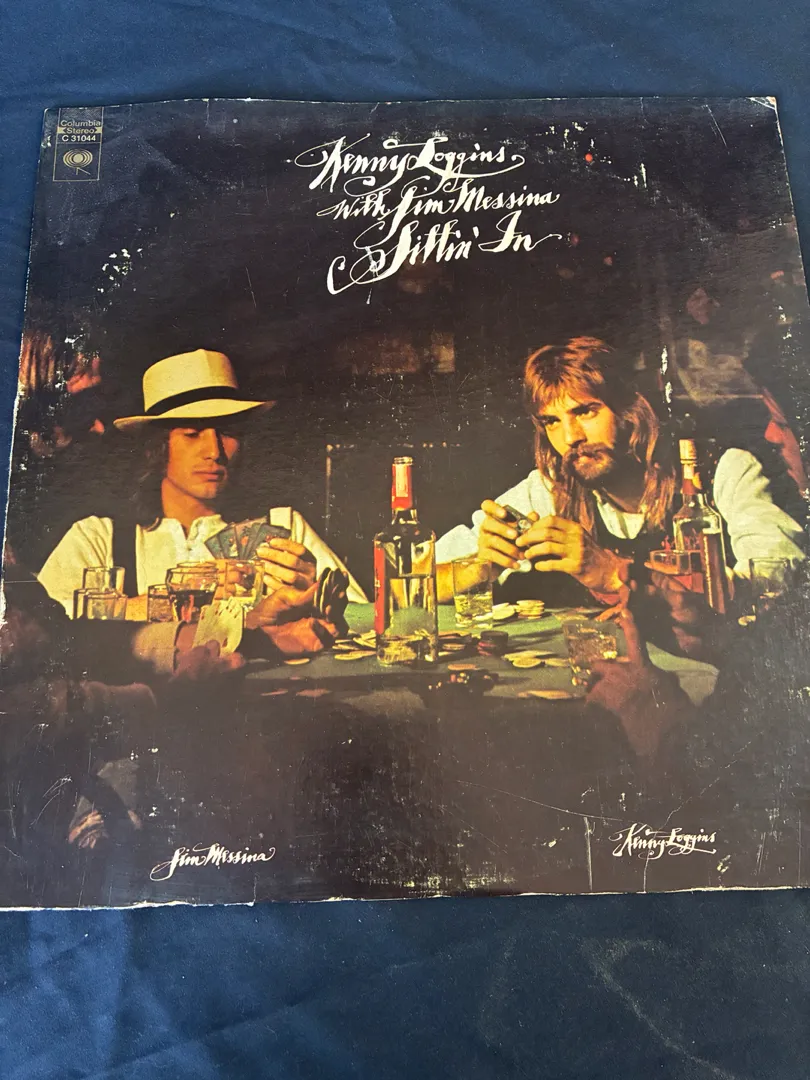 Columbia
Stereo
C 31044
Kenny Loggins
With Jim Messina
Sittin' In
Jim Messina
Kenny Loggins